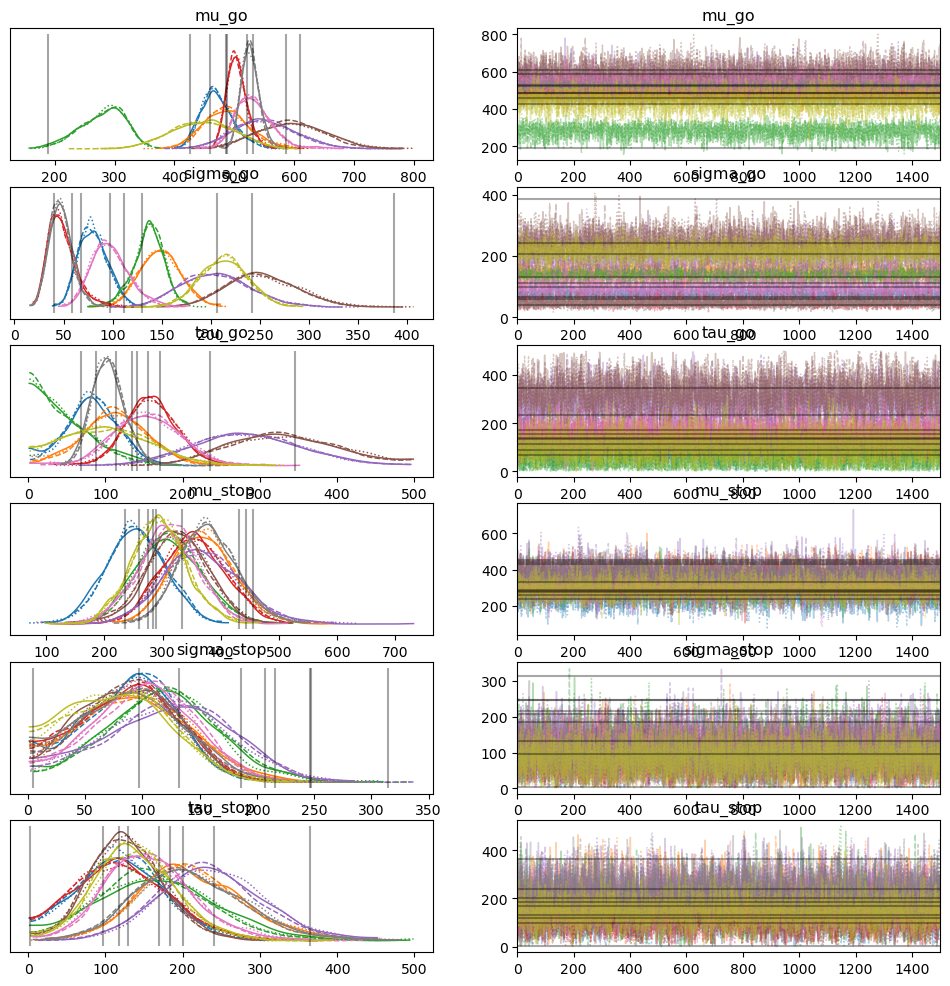 mu_go mu_go
200 300 400 500 600 700 800
200 400 600 800
0 200 400 600 800 1000 1200 1400
sigma_go sigma_go
0 50 100 150 200 250 300 350 400
0 200 400
0 200 400 600 800 1000 1200 1400
tau_go tau_go
0 100 200 300 400 500
0 200 400
0 200 400 600 800 1000 1200 1400
mu_stop mu_stop
100 200 300 400 500 600 700
200 400 600
0 200 400 600 800 1000 1200 1400
sigma_stop sigma_stop
0 50 100 150 200 250 300 350
0 100 200 300
0 200 400 600 800 1000 1200 1400
tau_stop tau_stop
0 100 200 300 400 500
0 200 400
0 200 400 600 800 1000 1200 1400